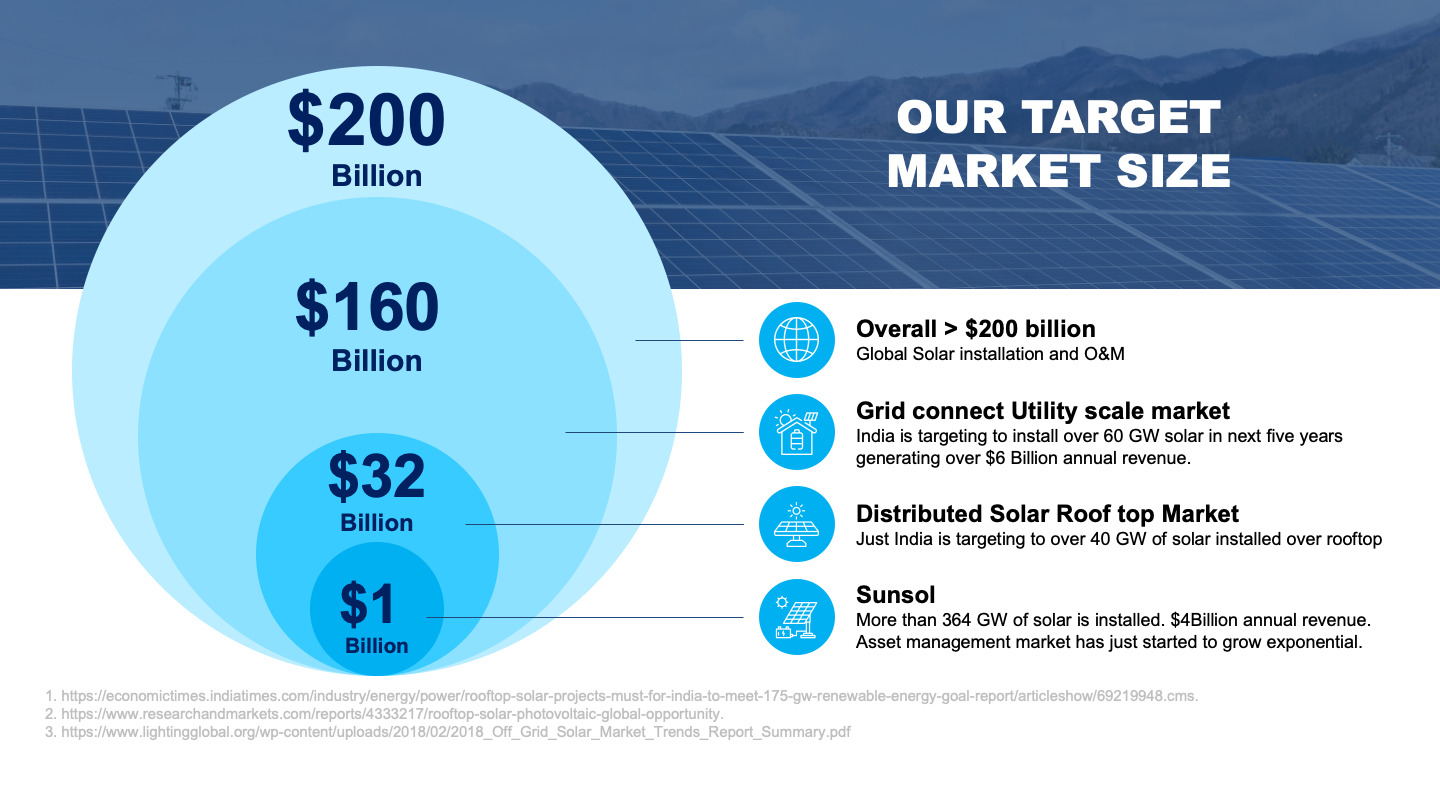 $200
Billion
$160
Billion
$32
Billion
$1
Billion
OUR TARGET
MARKET SIZE
Overall > $200 billion
Global Solar installation and O&M
Grid connect Utility scale market
India is targeting to install over 60 GW solar in next five years
generating over $6 Billion annual revenue.
Distributed Solar Roof top Market
Just India is targeting to over 40 GW of solar installed over rooftop
Sunsol
More than 364 GW of solar is installed. $4Billion annual revenue.
Asset management market has just started to grow exponential.
1. https://economictimes.indiatimes.com/industry/energy/power/rooftop-solar-projects-must-for-india-to-meet-175-gw-renewable-energy-goal-report/articleshow/69219948.cms.
2. https://www.researchandmarkets.com/reports/4333217/rooftop-solar-photovoltaic-global-opportunity.
3. https://www.lightingglobal.org/wp-content/uploads/2018/02/2018_Off_Grid_Solar_Market_Trends_Report_Summary.pdf